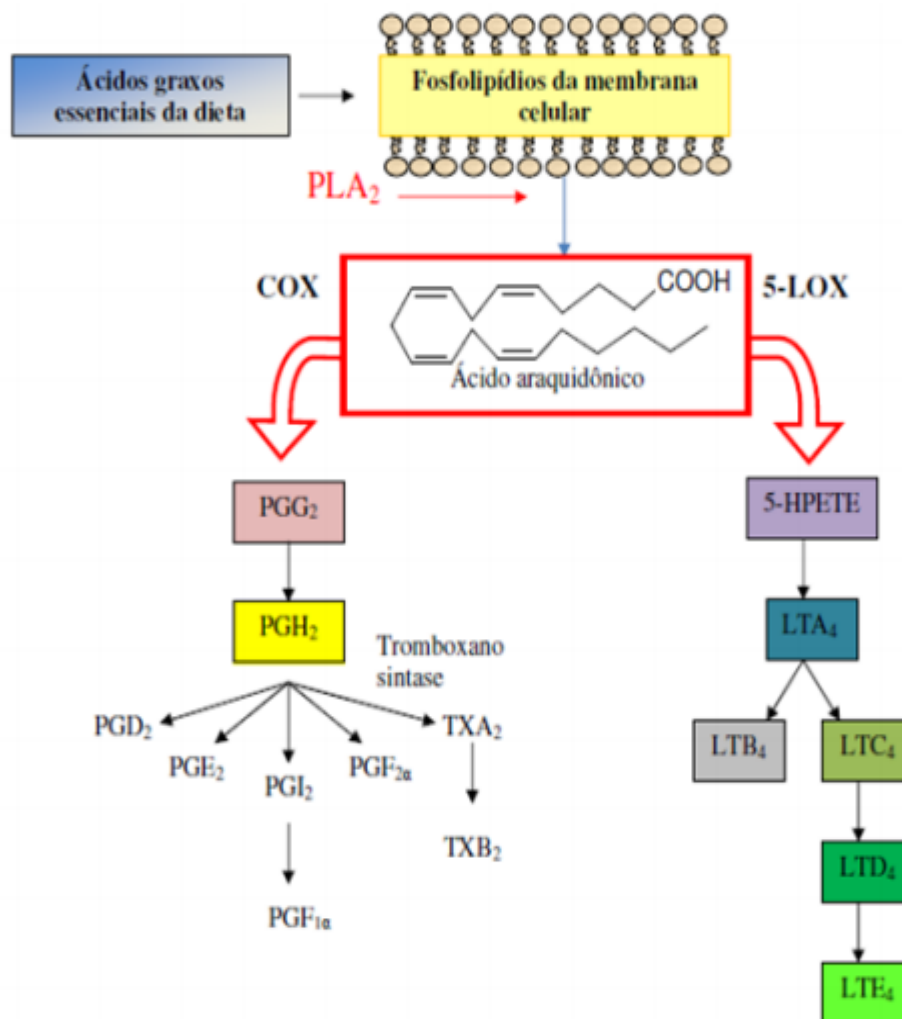 Ácidos graxos
essenciais da dieta
Fosfolipídios da membrana
celular
PLA₂
COX
COOH
5-LOX
Ácido araquidônico
PGG₂
5-HPETE
PGH₂
LTA₄
Tromboxano
sintase
PGD₂
PGE₂
PGI₂
PGF₂α
TXA₂
LTB₄
LTC₄
TXB₂
LTD₄
PGF₁α
LTE₄